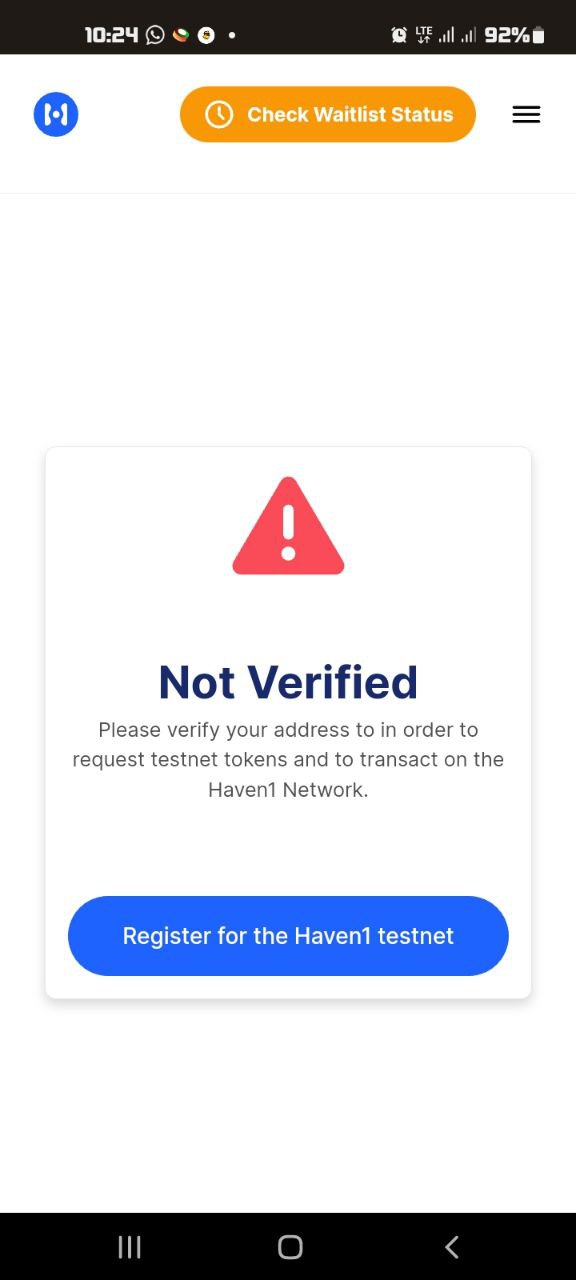 10:24 LTE 92%
Check Waitlist Status
Not Verified
Please verify your address to in order to
request testnet tokens and to transact on the
Haven1 Network.
Register for the Haven1 testnet